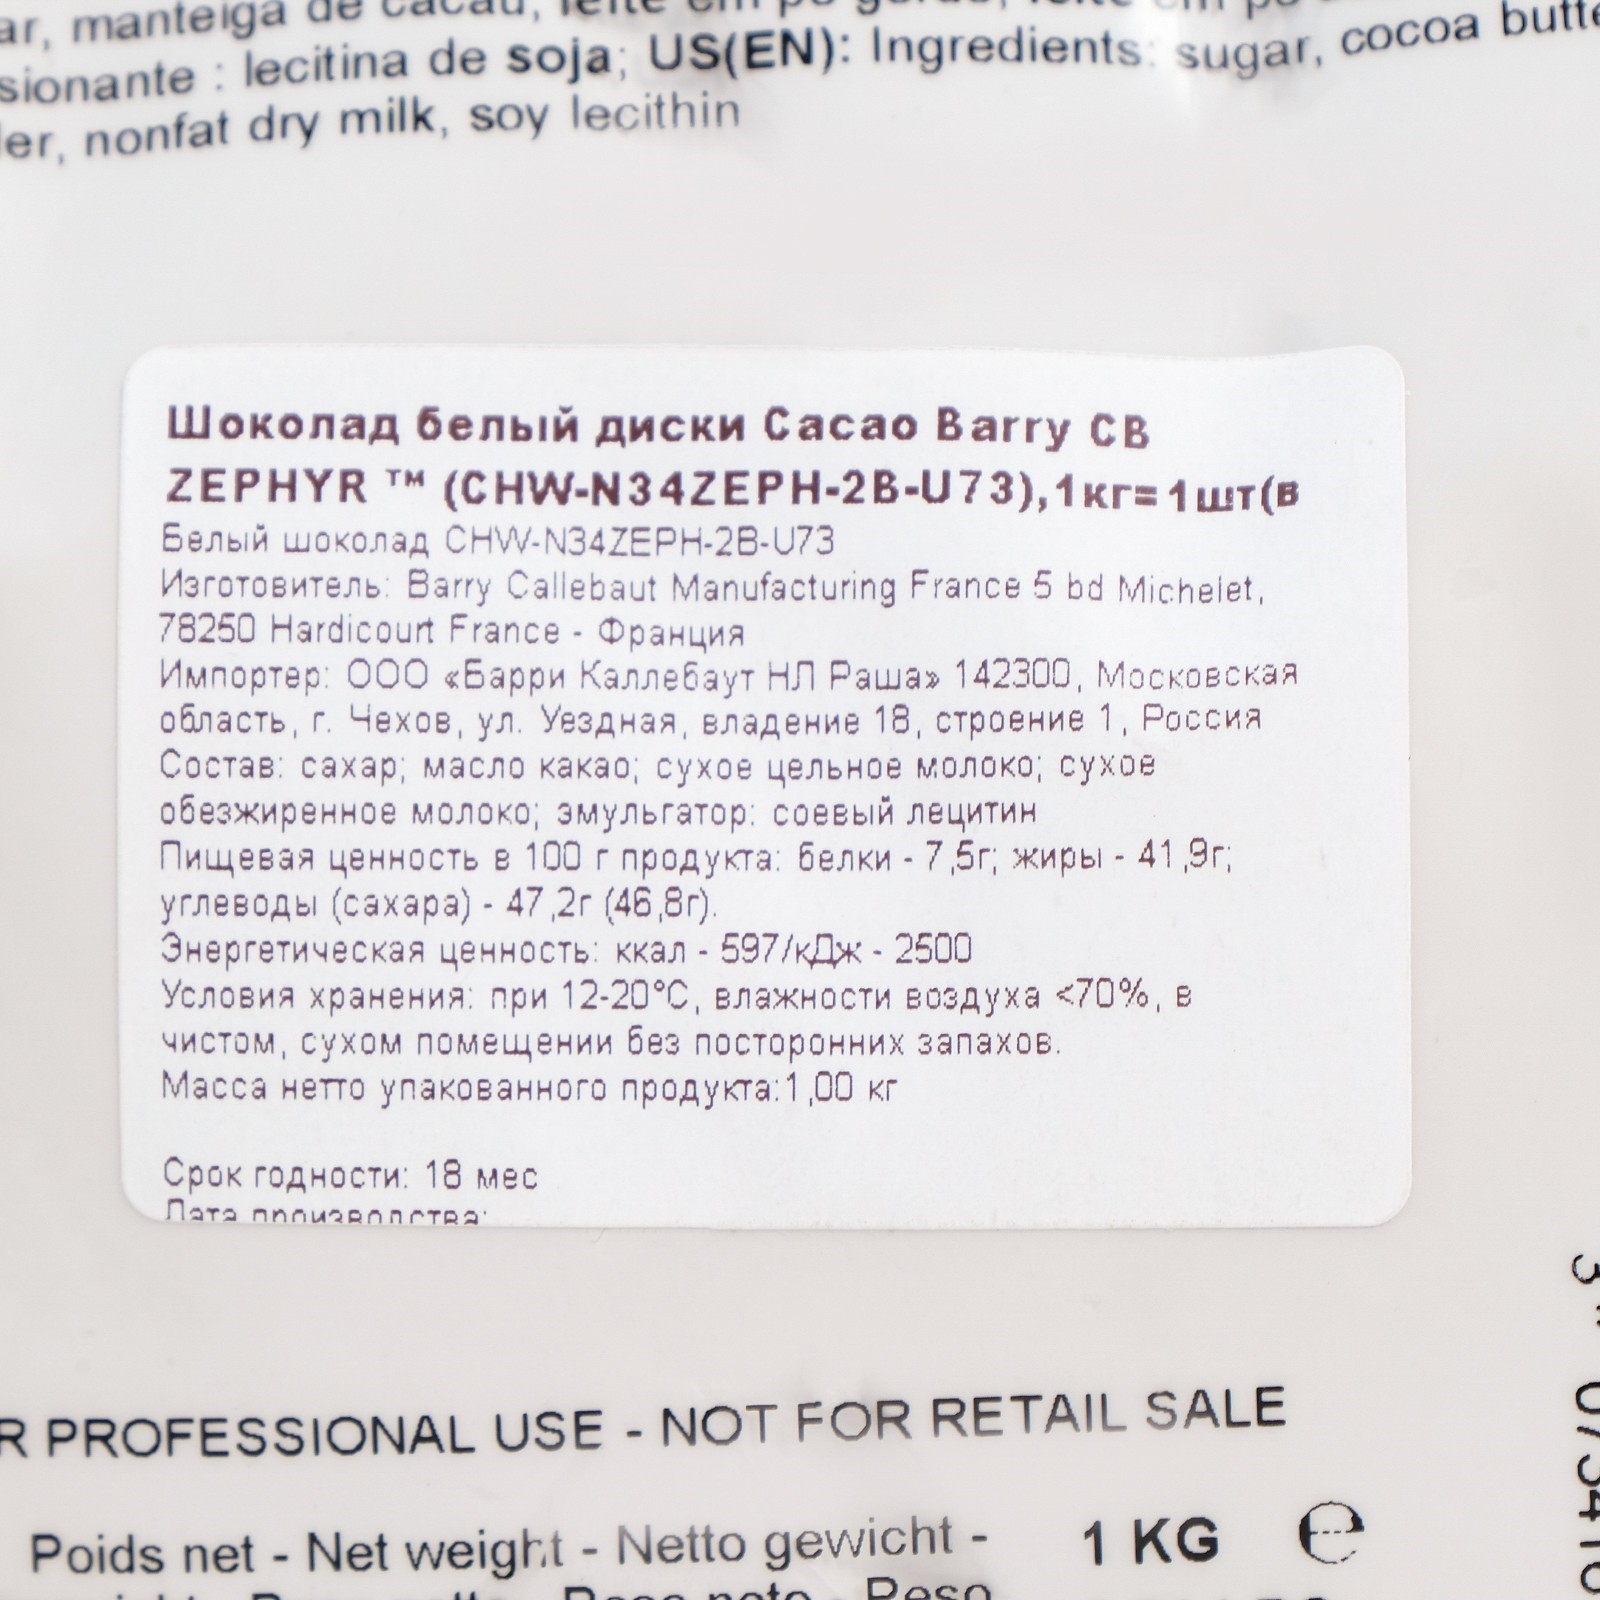 manteiga de cacau, leite em pó gordo, leite em pó
sionante : lecitina de soja; US(EN): Ingredients: sugar, cocoa butte
er, nonfat dry milk, soy lecithin
Шоколад белый диски Cacao Barry CB
ZEPHYR ™ (CHW-N34ZEPH-2B-U73),1кг=1шт(в
Белый шоколад CHW-N34ZEPH-2B-U73
Изготовитель: Barry Callebaut Manufacturing France 5 bd Michelet,
78250 Hardicourt France - Франция
Импортер: ООО «Барри Каллебаут НЛ Раша» 142300, Московская
область, г. Чехов, ул. Уездная, владение 18, строение 1, Россия
Состав: сахар; масло какао; сухое цельное молоко; сухое
обезжиренное молоко; эмульгатор: соевый лецитин
Пищевая ценность в 100 г продукта: белки - 7,5г; жиры - 41,9г;
углеводы (сахара) - 47,2г (46,8г).
Энергетическая ценность: ккал - 597/кДж - 2500
Условия хранения: при 12-20°C, влажности воздуха <70%, в
чистом, сухом помещении без посторонних запахов.
Масса нетто упакованного продукта:1,00 кг
Срок годности: 18 мес
Дата производства:
R PROFESSIONAL USE - NOT FOR RETAIL SALE
Poids net - Net weight - Netto gewicht - 1 KG ℮
Peso neto - Peso